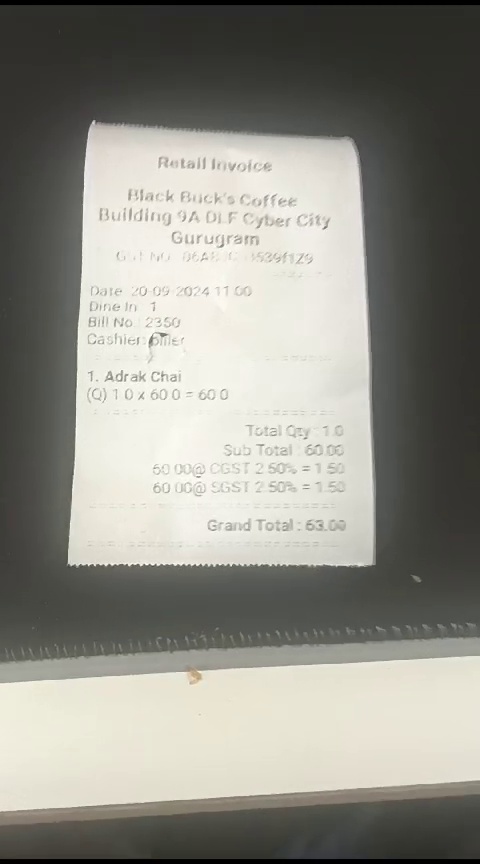 Retail Invoice
Black Buck's Coffee
Building 9A DLF Cyber City
Gurugram
GST NO
Date: 20-09-2024 11:00
Dine In: 1
Bill No.: 2350
Cashier: biller
1. Adrak Chai
(Q) 1.0 x 60.0 = 60.0
Total Qty : 1.0
Sub Total : 60.00
60.00@ CGST 2.50% = 1.50
60.00@ SGST 2.50% = 1.50
Grand Total : 63.00